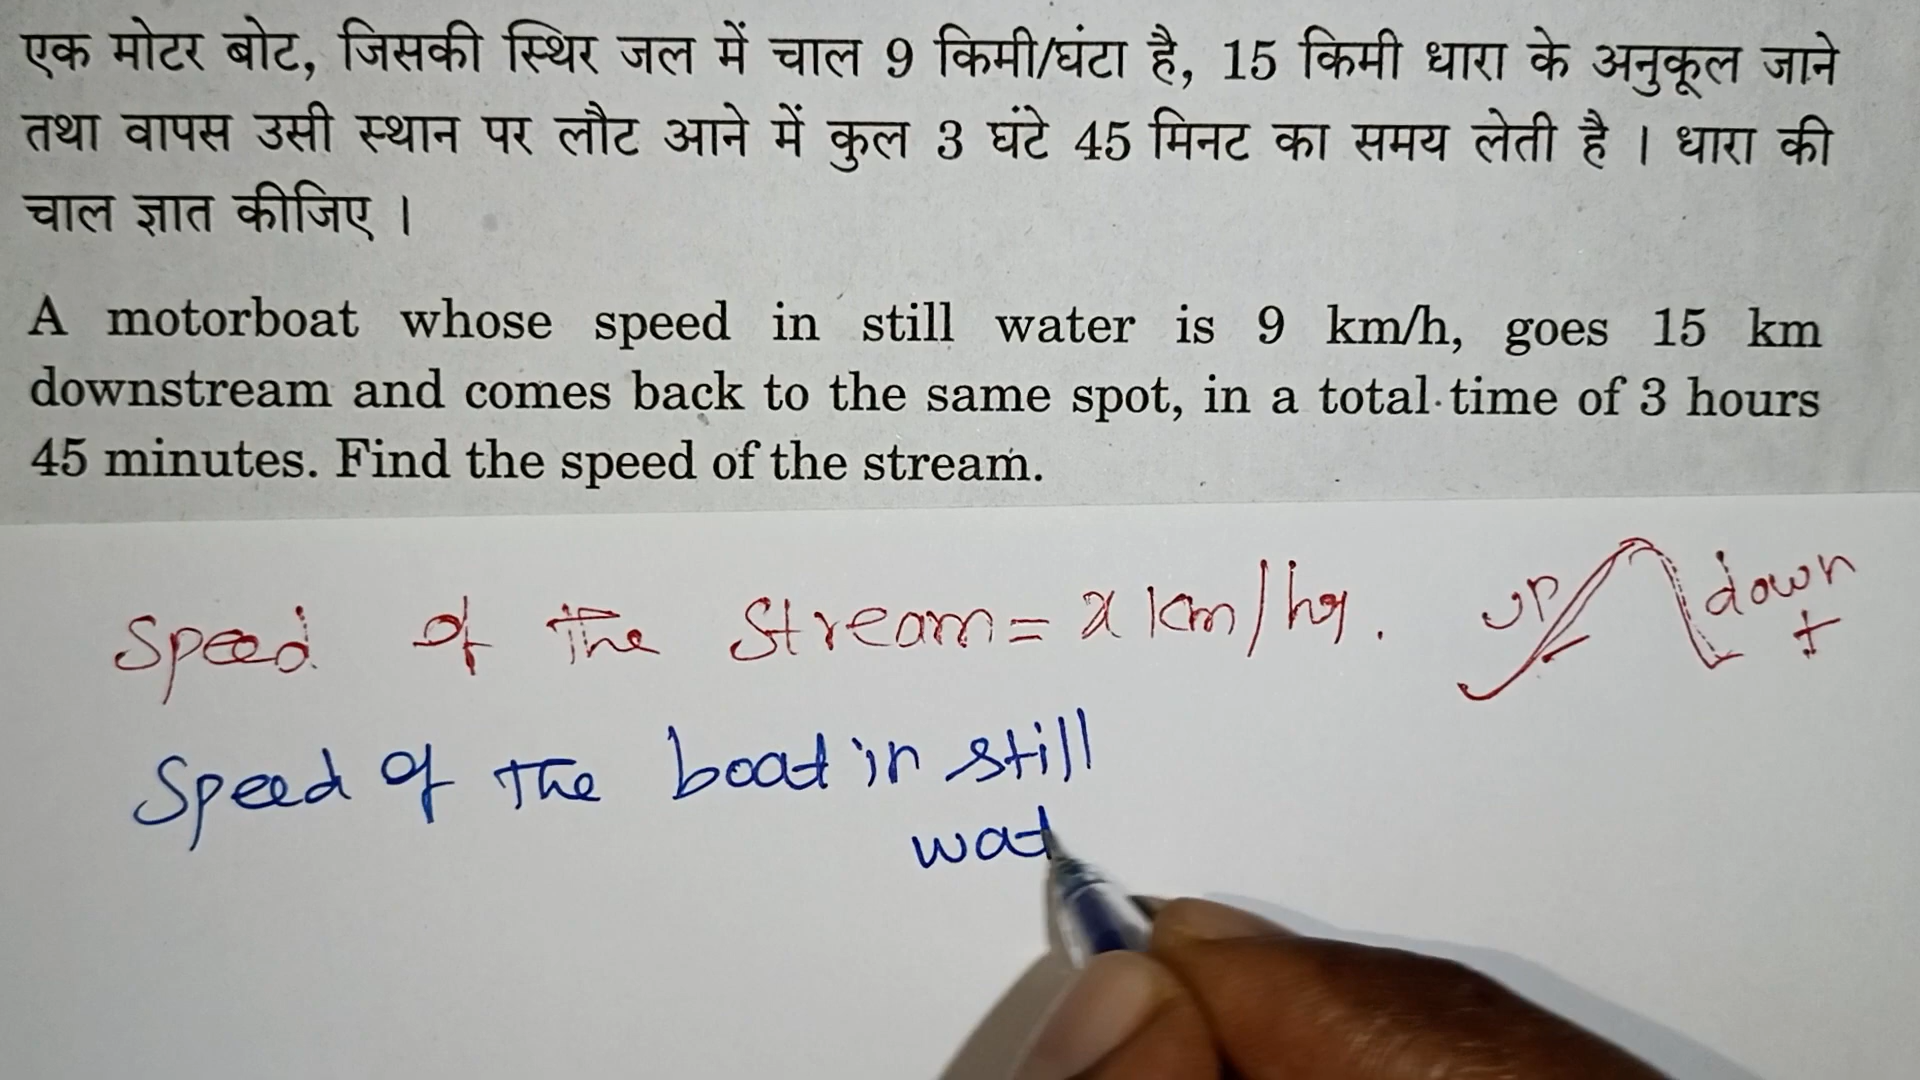 एक मोटर बोट, जिसकी स्थिर जल में चाल 9 किमी/घंटा है, 15 किमी धारा के अनुकूल जाने
तथा वापस उसी स्थान पर लौट आने में कुल 3 घंटे 45 मिनट का समय लेती है । धारा की
चाल ज्ञात कीजिए ।
A motorboat whose speed in still water is 9 km/h, goes 15 km
downstream and comes back to the same spot, in a total time of 3 hours
45 minutes. Find the speed of the stream.
Speed of the Stream = x km/hr.
up
down
+
Speed of the boat in still
wat